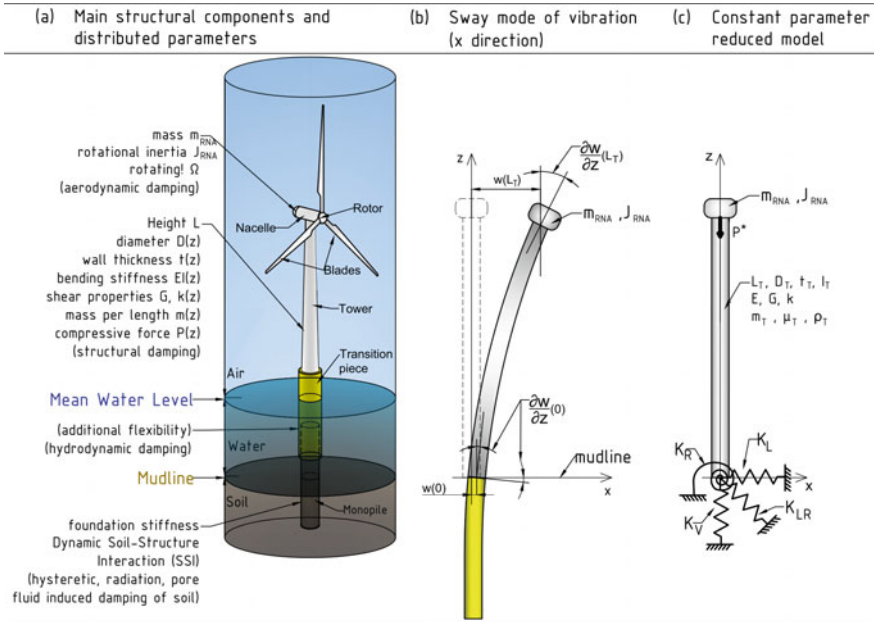 (a) Main structural components and
distributed parameters
mass m_RNA
rotational inertia J_RNA
rotating! Ω
(aerodynamic damping)
Height L
diameter D(z)
wall thickness t(z)
bending stiffness EI(z)
shear properties G, k(z)
mass per length m(z)
compressive force P(z)
(structural damping)
Nacelle
Rotor
Blades
Tower
Transition
piece
Air
Mean Water Level
(additional flexibility)
(hydrodynamic damping)
Water
Mudline
Soil
Monopile
foundation stiffness
Dynamic Soil-Structure
Interaction (SSI)
(hysteretic, radiation, pore
fluid induced damping of soil)
(b) Sway mode of vibration
(x direction)
z
w(L_T)
∂w/∂z (L_T)
m_RNA , J_RNA
∂w/∂z (0)
mudline
x
w(0)
(c) Constant parameter
reduced model
z
m_RNA , J_RNA
P*
L_T, D_T, t_T, I_T
E, G, k
m_T , μ_T , ρ_T
K_R
K_L
x
K_V
K_LR